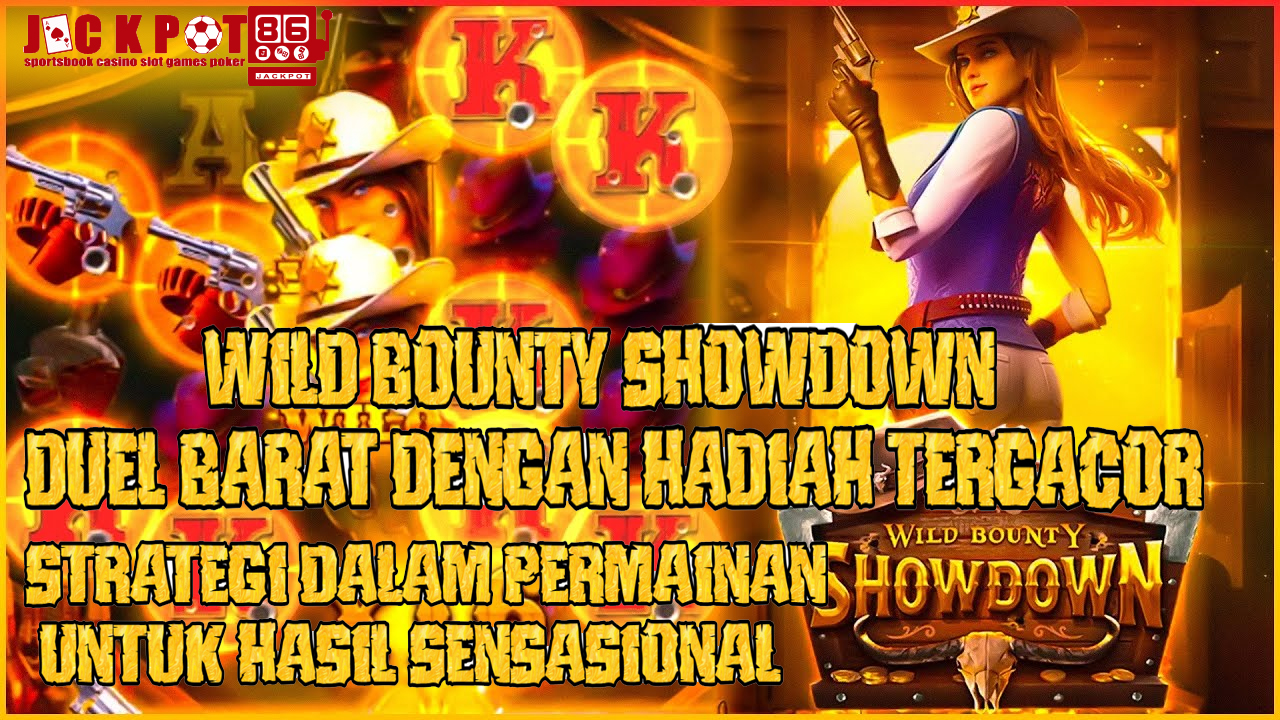 JACKPOT 86
sportsbook casino slot games poker
JACKPOT
A
K
K
WILD BOUNTY SHOWDOWN
DUEL BARAT DENGAN HADIAH TERGACOR
STRATEGI DALAM PERMAINAN
UNTUK HASIL SENSASIONAL
WILD BOUNTY
SHOWDOWN